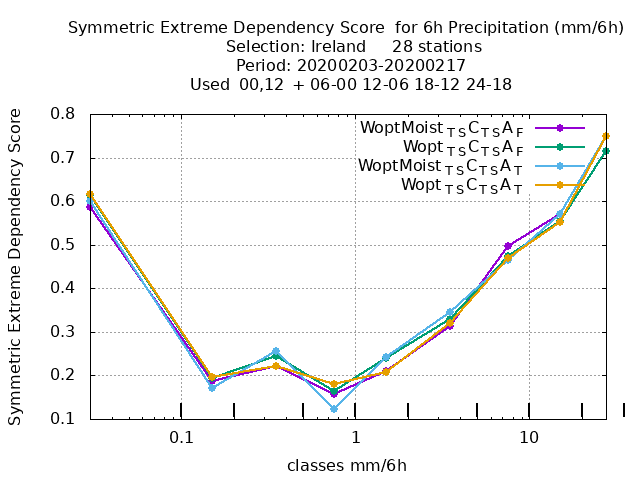 Symmetric Extreme Dependency Score  for 6h Precipitation (mm/6h)
Selection: Ireland     28 stations
Period: 20200203-20200217
Used  00,12  + 06-00 12-06 18-12 24-18
Symmetric Extreme Dependency Score
0.8
0.7
0.6
0.5
0.4
0.3
0.2
0.1
WoptMoist TS C TS A F
Wopt TS C TS A F
WoptMoist TS C TS A T
Wopt TS C TS A T
0.1 1 10
classes mm/6h